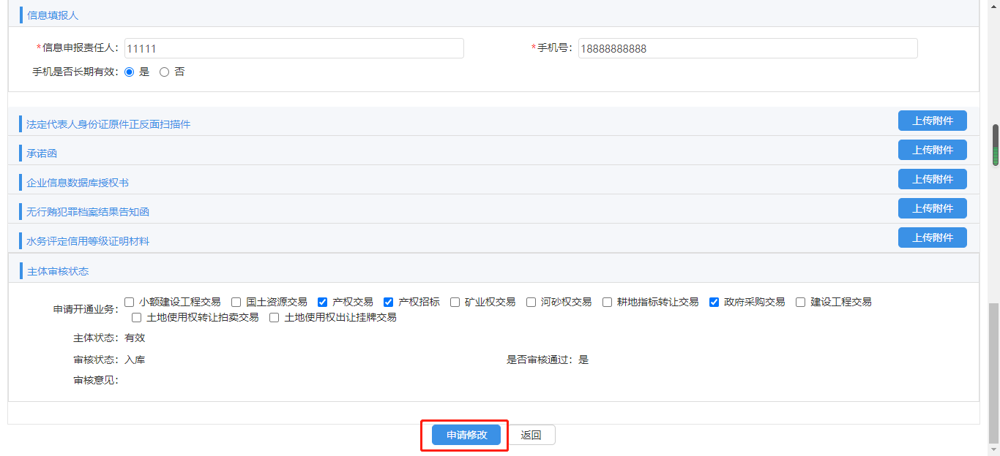 信息填报人
*信息申报责任人： 11111 *手机号： 18888888888
手机是否长期有效： 是 否
法定代表人身份证原件正反面扫描件 上传附件
承诺函 上传附件
企业信息数据库授权书 上传附件
无行贿犯罪档案结果告知函 上传附件
水务评定信用等级证明材料 上传附件
主体审核状态
申请开通业务： 小额建设工程交易 国土资源交易 产权交易 产权招标 矿业权交易 河砂权交易 耕地指标转让交易 政府采购交易 建设工程交易
土地使用权转让拍卖交易 土地使用权出让挂牌交易
主体状态： 有效
审核状态： 入库 是否审核通过： 是
审核意见：
申请修改 返回